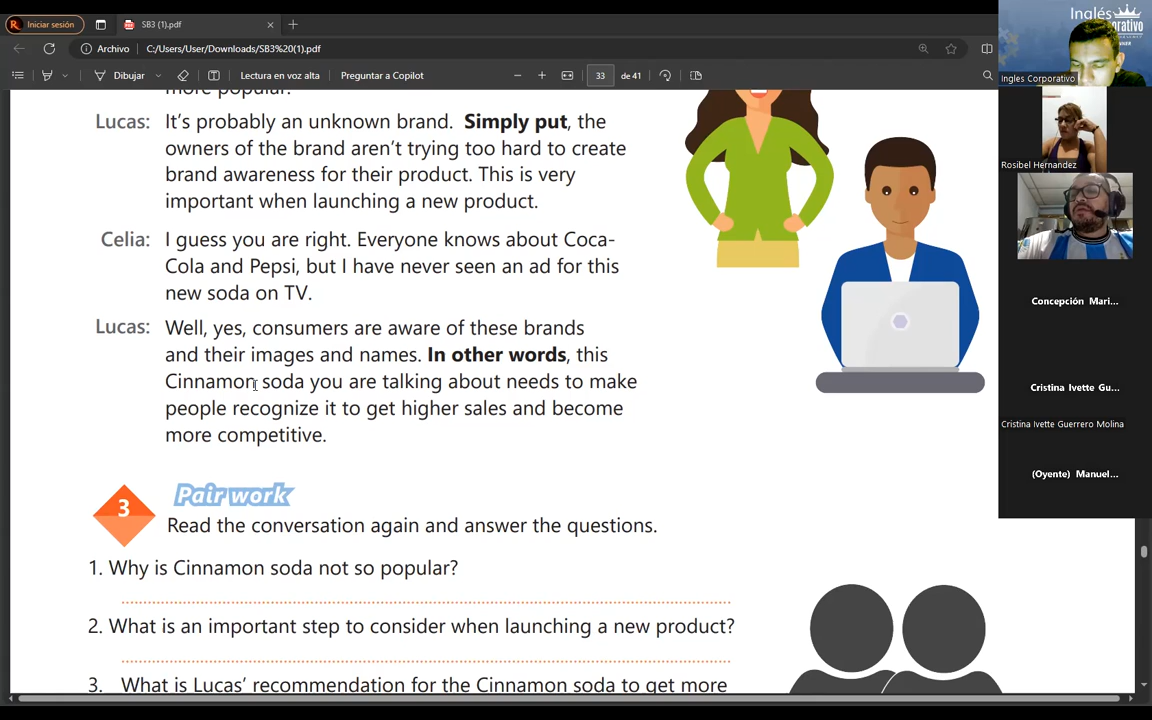 Iniciar sesión
SB3 (1).pdf
Archivo
C:/Users/User/Downloads/SB3%20(1).pdf
Dibujar
Lectura en voz alta
Preguntar a Copilot
33
de 41
more popular?
Lucas: It's probably an unknown brand. Simply put, the
owners of the brand aren't trying too hard to create
brand awareness for their product. This is very
important when launching a new product.
Celia: I guess you are right. Everyone knows about Coca-
Cola and Pepsi, but I have never seen an ad for this
new soda on TV.
Lucas: Well, yes, consumers are aware of these brands
and their images and names. In other words, this
Cinnamon soda you are talking about needs to make
people recognize it to get higher sales and become
more competitive.
3
Pair work
Read the conversation again and answer the questions.
1. Why is Cinnamon soda not so popular?
2. What is an important step to consider when launching a new product?
3. What is Lucas' recommendation for the Cinnamon soda to get more
Inglés
Ingles Corporativo
Rosibel Hernandez
Concepción Mari...
Cristina Ivette Gu...
Cristina Ivette Guerrero Molina
(Oyente) Manuel...